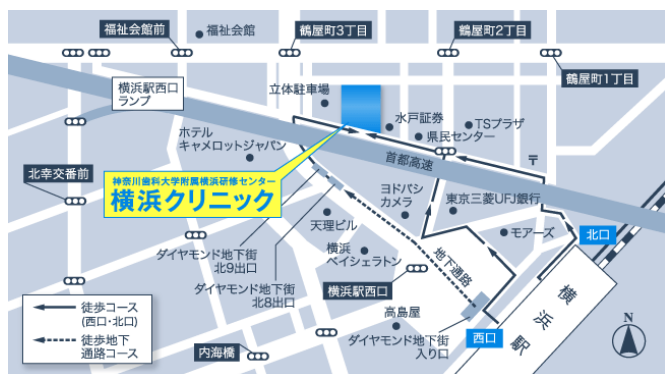 福祉会館前
福祉会館
鶴屋町3丁目
鶴屋町2丁目
鶴屋町1丁目
横浜駅西口
ランプ
立体駐車場
水戸証券
TSプラザ
県民センター
ホテル
キャメロットジャパン
首都高速
〒
北幸交番前
神奈川歯科大学附属横浜研修センター
横浜クリニック
ヨドバシ
カメラ
東京三菱UFJ銀行
天理ビル
モアーズ
北口
ダイヤモンド地下街
北9出口
横浜
ベイシェラトン
地下通路
ダイヤモンド地下街
北8出口
横浜駅西口
横浜駅
徒歩コース
(西口・北口)
徒歩地下
通路コース
高島屋
西口
ダイヤモンド地下街
入り口
内海橋
N